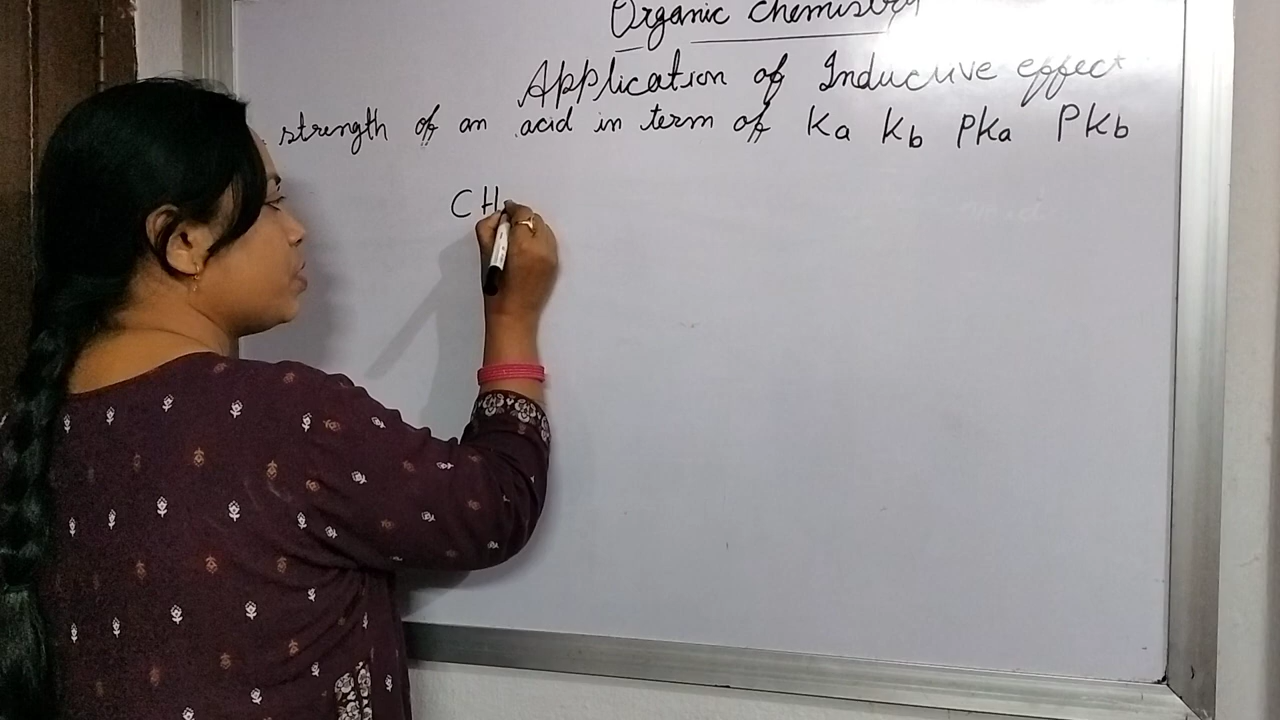 Organic chemistry
Application of Inductive effect
strength of an acid in term of Ka Kb PKa PKb
CH